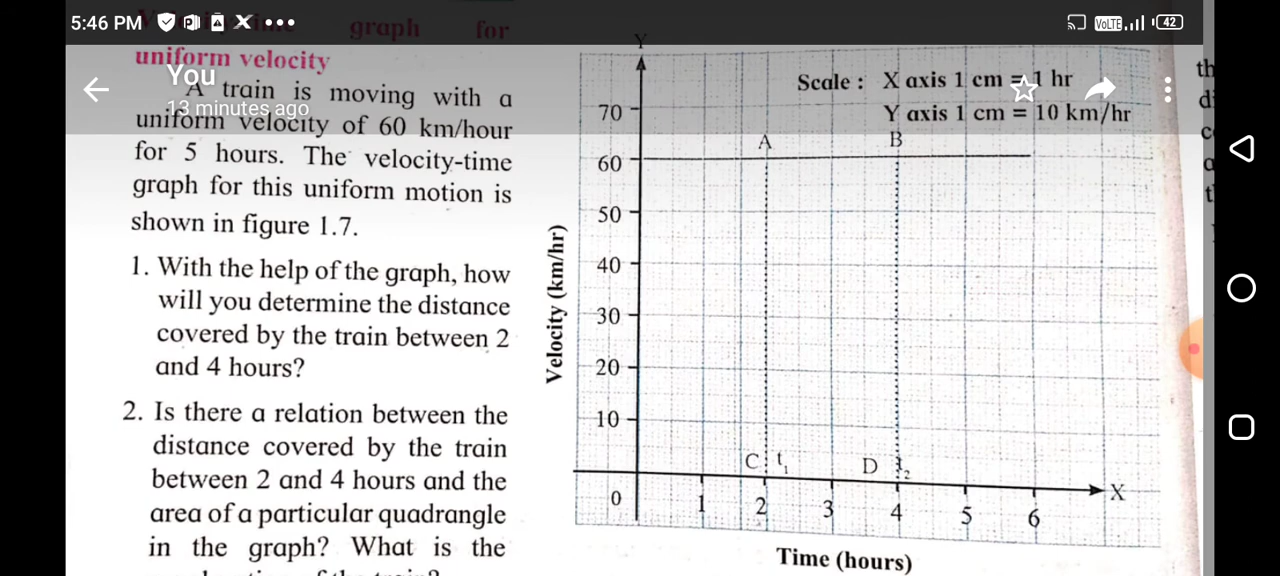 5:46 PM
VoLTE 42
graph for
uniform velocity
You
13 minutes ago
A train is moving with a
uniform velocity of 60 km/hour
for 5 hours. The velocity-time
graph for this uniform motion is
shown in figure 1.7.
1. With the help of the graph, how
will you determine the distance
covered by the train between 2
and 4 hours?
2. Is there a relation between the
distance covered by the train
between 2 and 4 hours and the
area of a particular quadrangle
in the graph? What is the
Y
Scale : X axis 1 cm = 1 hr
Y axis 1 cm = 10 km/hr
70
A B
60
50
40
30
20
10
Velocity (km/hr)
C t1 D t2
X
0 1 2 3 4 5 6
Time (hours)
th